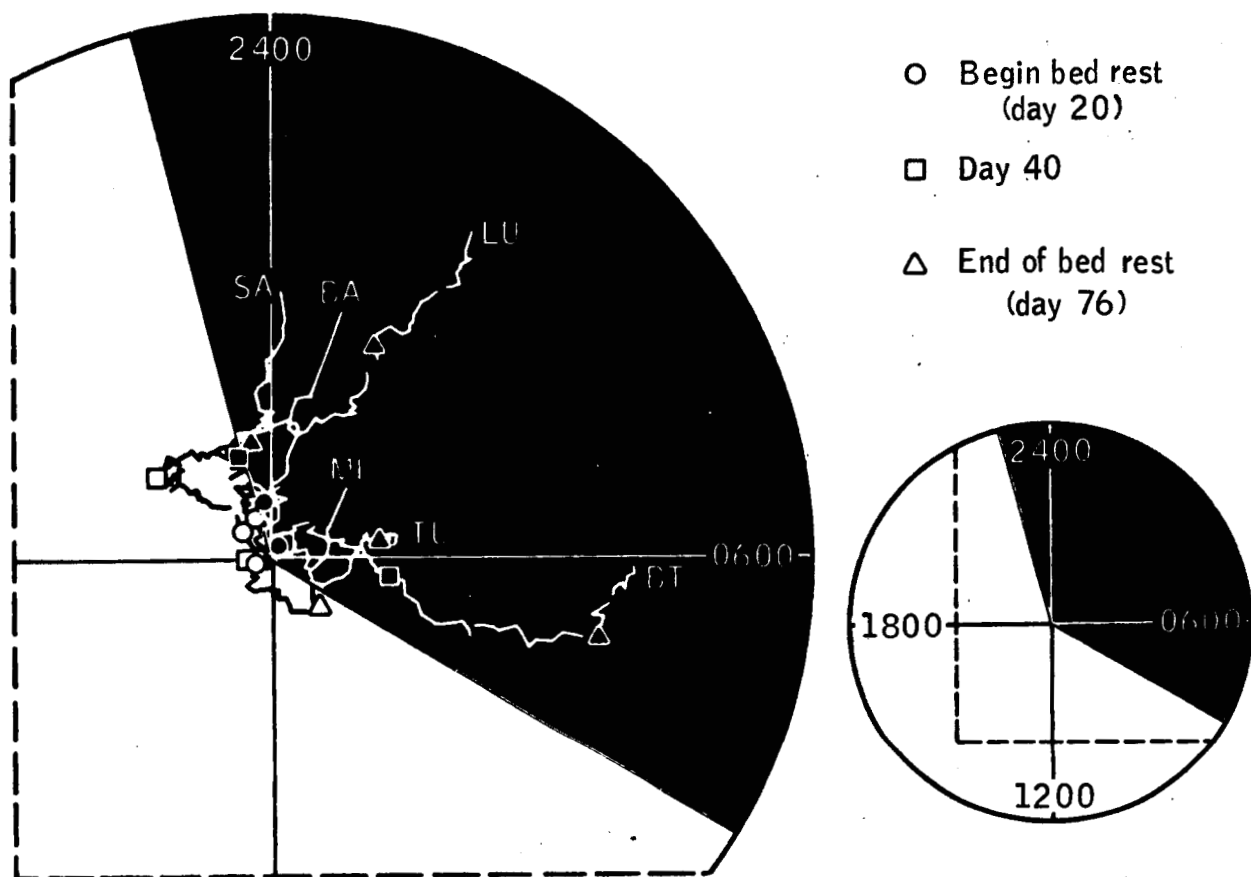 2400
LU
SA
MI
0600
Begin bed rest
(day 20)
Day 40
End of bed rest
(day 76)
2400
1800
0600
1200